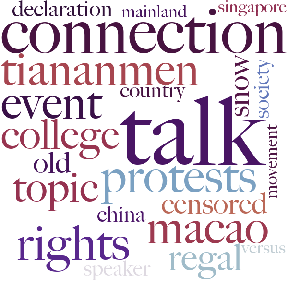 declaration
mainland
singapore
connection
tiananmen
snow
society
event
country
talk
college
old
protests
movement
topic
censored
china
macao
rights
speaker
regal
versus